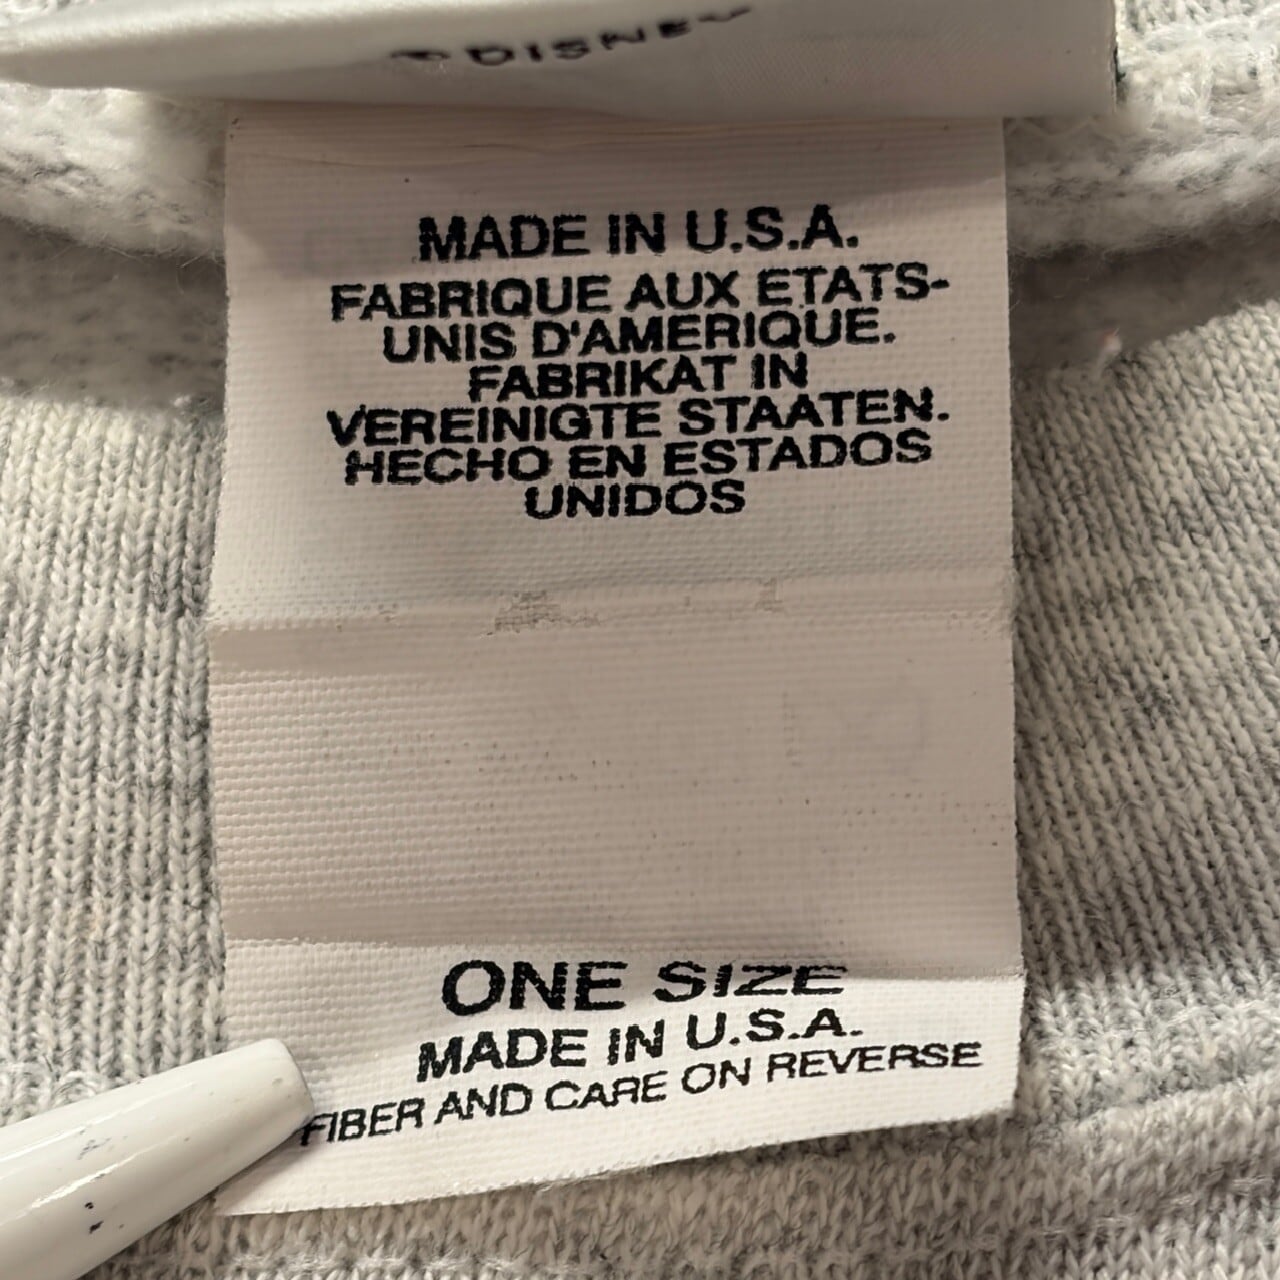 © DISNEY
MADE IN U.S.A.
FABRIQUE AUX ETATS-
UNIS D'AMERIQUE.
FABRIKAT IN
VEREINIGTE STAATEN.
HECHO EN ESTADOS
UNIDOS
ONE SIZE
MADE IN U.S.A.
FIBER AND CARE ON REVERSE